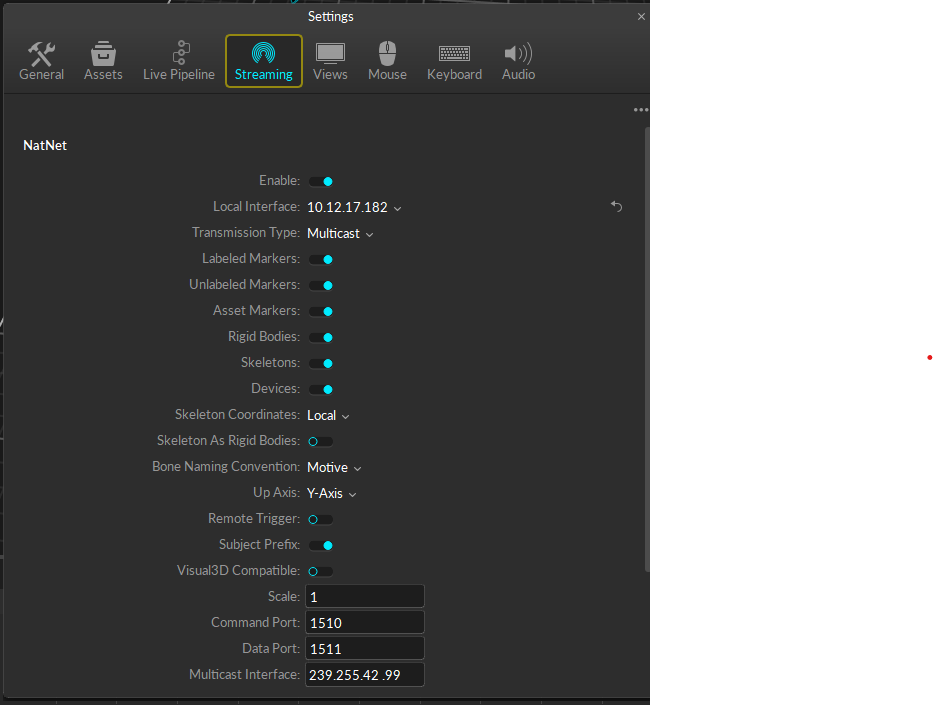 Settings
General Assets Live Pipeline Streaming Views Mouse Keyboard Audio
NatNet
Enable:
Local Interface: 10.12.17.182
Transmission Type: Multicast
Labeled Markers:
Unlabeled Markers:
Asset Markers:
Rigid Bodies:
Skeletons:
Devices:
Skeleton Coordinates: Local
Skeleton As Rigid Bodies:
Bone Naming Convention: Motive
Up Axis: Y-Axis
Remote Trigger:
Subject Prefix:
Visual3D Compatible:
Scale: 1
Command Port: 1510
Data Port: 1511
Multicast Interface: 239.255.42 .99